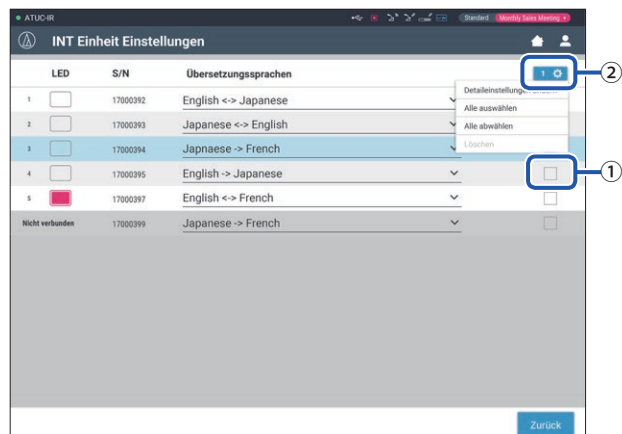 ATUC-IR Standard Monthly Sales Meeting
INT Einheit Einstellungen
LED S/N Übersetzungssprachen 1 ②
Detaileinstellungen
Alle auswählen
1 17000392 English <-> Japanese
2 17000393 Japanese <-> English Alle abwählen
3 17000394 Japnaese -> French Löschen
4 17000395 English -> Japanese ①
5 17000397 English <-> French
Nicht verbunden 17000399 Japanese -> French
Zurück